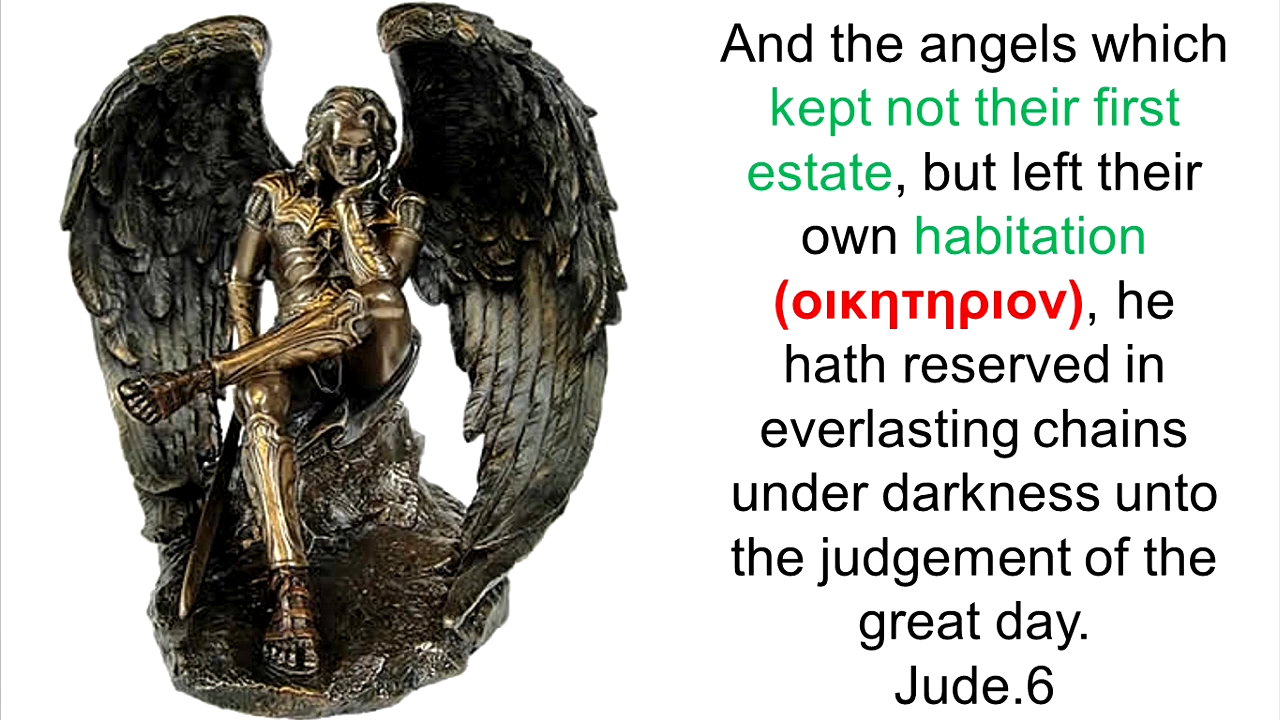 And the angels which
kept not their first
estate, but left their
own habitation
(οικητηριον), he
hath reserved in
everlasting chains
under darkness unto
the judgement of the
great day.
Jude.6